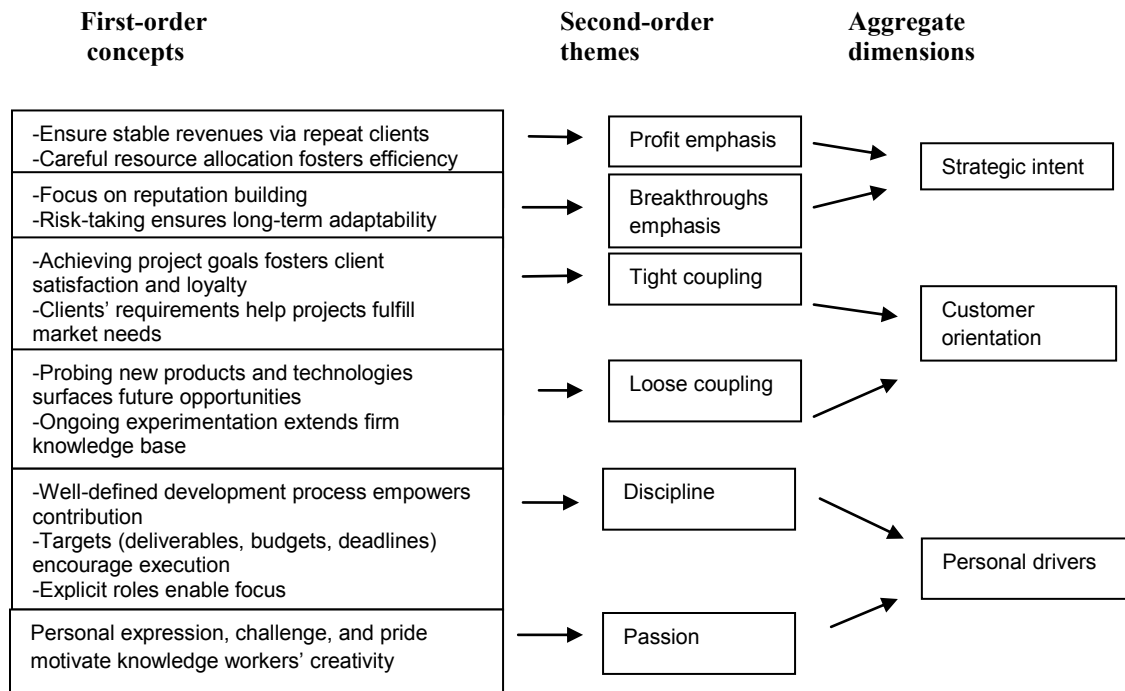 First-order
concepts
Second-order
themes
Aggregate
dimensions
-Ensure stable revenues via repeat clients
-Careful resource allocation fosters efficiency
Profit emphasis
Strategic intent
-Focus on reputation building
-Risk-taking ensures long-term adaptability
Breakthroughs
emphasis
-Achieving project goals fosters client
satisfaction and loyalty
-Clients’ requirements help projects fulfill
market needs
Tight coupling
Customer
orientation
-Probing new products and technologies
surfaces future opportunities
-Ongoing experimentation extends firm
knowledge base
Loose coupling
-Well-defined development process empowers
contribution
-Targets (deliverables, budgets, deadlines)
encourage execution
-Explicit roles enable focus
Discipline
Personal drivers
Personal expression, challenge, and pride
motivate knowledge workers’ creativity
Passion